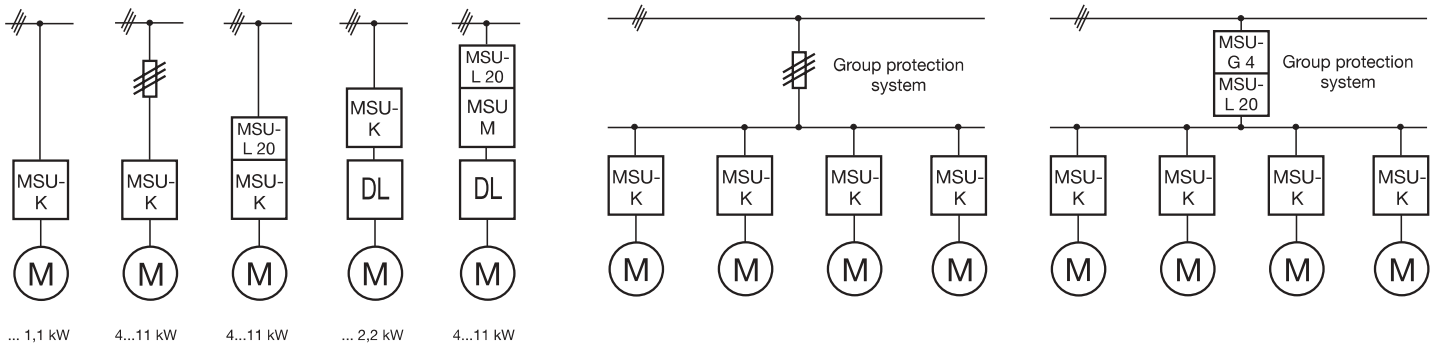 MSU-
K
M
... 1,1 kW
MSU-
K
M
4...11 kW
MSU-
L 20
MSU-
K
M
4...11 kW
MSU-
K
DL
M
... 2,2 kW
MSU-
L 20
MSU
M
DL
M
4...11 kW
Group protection
system
MSU-
K
M
MSU-
K
M
MSU-
K
M
MSU-
K
M
MSU-
G 4
MSU-
L 20
Group protection
system
MSU-
K
M
MSU-
K
M
MSU-
K
M
MSU-
K
M